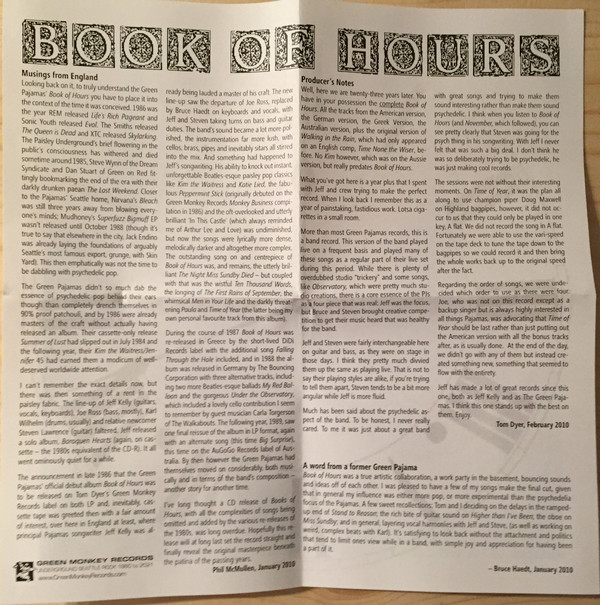 BOOK OF HOURS
Musings from England
Looking back on it, to truly understand the Green
Pajamas' Book of Hours you have to place it into
the context of the time it was conceived. 1986 was
the year REM released Life's Rich Pageant and
Sonic Youth released Evol. The Smiths released
The Queen is Dead and XTC released Skylarking.
The Paisley Underground's brief flowering in the
public's consciousness has withered and died
sometime around 1985, Steve Wynn of the Dream
Syndicate and Dan Stuart of Green on Red fit-
tingly bookmarking the end of the era with their
darkly drunken paean The Lost Weekend. Closer
to the Pajamas' Seattle home, Nirvana's Bleach
was still three years away from blowing every-
one's minds; Mudhoney's Superfuzz Bigmuff LP
wasn't released until October 1988 (though it's
true to say that elsewhere in the city, Jack Endino
was already laying the foundations of arguably
Seattle's most famous export, grunge, with Skin
Yard). This then emphatically was not the time to
be dabbling with psychedelic pop.
The Green Pajamas didn't so much dab the
essence of psychedelic pop behind their ears
though than completely drench themselves in
90% proof patchouli, and by 1986 were already
masters of the craft without actually having
released an album. Their cassette-only release
Summer of Lust had slipped out in July 1984 and
the following year, their Kim the Waitress/Jen-
nifer 45 had earned them a modicum of well-
deserved worldwide attention.
I can't remember the exact details now, but
there was then something of a rent in the
paisley fabric. The line-up of Jeff Kelly (guitars,
vocals, keyboards), Joe Ross (bass, mostly), Karl
Wilhelm (drums, usually) and relative newcomer
Steven Lawrence (guitar) faltered, Jeff released
a solo album, Baroquen Hearts (again, on cas-
sette – the 1980s equivalent of the CD-R). It all
went ominously quiet for a while.
The announcement in late 1986 that the Green
Pajamas' official debut album Book of Hours was
to be released on Tom Dyer's Green Monkey
Records label on both LP and, inevitably, cas-
sette tape was greeted then with a fair amount
of interest, over here in England at least, where
principal Pajamas songwriter Jeff Kelly was al-
GREEN MONKEY RECORDS
UNDERGROUND SEATTLE ROCK 1983 to 2021
www.GreenMonkeyRecords.com
ready being lauded a master of his craft. The new
line-up saw the departure of Joe Ross, replaced
by Bruce Haedt on keyboards and vocals, with
Jeff and Steven taking turns on bass and guitar
duties. The band's sound became a lot more pol-
ished, the instrumentation far more lush, with
cellos, brass, pipes and inevitably sitars all stirred
into the mix. And something had happened to
Jeff's songwriting. His ability to knock out instant,
unforgettable Beatles-esque paisley pop classics
like Kim the Waitress and Katie Lied, the fabu-
lous Peppermint Stick (originally debuted on the
Green Monkey Records Monkey Business compi-
lation in 1986) and the oft-overlooked and utterly
brilliant In This Castle (which always reminded
me of Arthur Lee and Love) was undiminished,
but now the songs were lyrically more dense,
melodically darker and altogether more complex.
The outstanding song on and centrepiece of
Book of Hours was, and remains, the utterly bril-
liant The Night Miss Sundby Died – but coupled
with that was the wistful Ten Thousand Words,
the longing of The First Rains of September, the
whimsical Men in Your Life and the darkly threat-
ening Paula and Time of Year (the latter being my
own personal favourite track from this album).
During the course of 1987 Book of Hours was
re-released in Greece by the short-lived DiDi
Records label with the additional song Falling
Through the Hole included, and in 1988 the al-
bum was released in Germany by The Bouncing
Corporation with three alternative tracks, includ-
ing two more Beatles-esque ballads My Red Bal-
loon and the gorgeous Under the Observatory,
which included a lovely cello contribution I seem
to remember by guest musician Carla Torgerson
of The Walkabouts. The following year, 1989, saw
one final reissue of the album in LP format, again
with an alternate song (this time Big Surprise),
this time on the AuGoGo Records label of Aus-
tralia. By then however the Green Pajamas had
themselves moved on considerably, both musi-
cally and in terms of the band's composition –
another story for another time.
I've long thought a CD release of Books of
Hours, with all the complexities of songs being
omitted and added by the various re-releases of
the 1980s, was long overdue. Hopefully this re-
lease will at long last set the record straight and
finally reveal the original masterpiece beneath
the patina of the passing years.
Phil McMullen, January 2010
Producer's Notes
Well, here we are twenty-three years later. You
have in your possession the complete Book of
Hours. All the tracks from the American version,
the German version, the Greek Version, the
Australian version, plus the original version of
Walking in the Rain, which had only appeared
on an English comp, Time None the Wiser, be-
fore. No Kim however, which was on the Aussie
version, but really predates Book of Hours.
What you've got here is a year plus that I spent
with Jeff and crew trying to make the perfect
record. When I look back I remember this as a
year of painstaking, fastidious work. Lotsa ciga-
rettes in a small room.
More than most Green Pajamas records, this is
a band record. This version of the band played
live on a frequent basis and played many of
these songs as a regular part of their live set
during this period. While there is plenty of
overdubbed studio "trickery" and some songs,
like Observatory, which were pretty much stu-
dio creations, there is a core essence of the PJs
as a four piece that was real. Jeff was the focus,
but Bruce and Steven brought creative compe-
tition to get their music heard that was healthy
for the band.
Jeff and Steven were fairly interchangeable here
on guitar and bass, as they were on stage in
those days. I think they pretty much divvied
them up the same as playing live. That is not to
say their playing styles are alike, if you're trying
to tell them apart, Steven tends to be a bit more
angular while Jeff is more fluid.
Much has been said about the psychedelic as-
pect of the band. To be honest, I never really
cared. To me it was just about a great band
with great songs and trying to make them
sound interesting rather than make them sound
psychedelic. I think when you listen to Book of
Hours (and November, which followed), you can
see pretty clearly that Steven was going for the
psych thing in his songwriting. With Jeff I never
felt that was such a big deal. I don't think he
was so deliberately trying to be psychedelic, he
was just making cool records.
The sessions were not without their interesting
moments. On Time of Year, it was the plan all
along to use champion piper Doug Maxwell
on Highland bagpipes, however, it did not oc-
cur to us that they could only be played in one
key, A flat. We did not record the song in A flat.
Fortunately we were able to use the vari-speed
on the tape deck to tune the tape down to the
bagpipes so we could record it and then bring
the whole works back up to the original speed
after the fact.
Regarding the order of songs, we were unde-
cided which order to use as there were four.
Joe, who was not on this record except as a
backup singer but is always highly interested in
all things Pajamas, was advocating that Time of
Year should be last rather than just putting out
the American version with all the bonus tracks
after, as is usually done. At the end of the day,
we didn't go with any of them but instead cre-
ated something new, something that seemed to
flow with the entirety.
Jeff has made a lot of great records since this
one, both as Jeff Kelly and as The Green Paja-
mas. I think this one stands up with the best on
them. Enjoy.
Tom Dyer, February 2010
A word from a former Green Pajama
Book of Hours was a true artistic collaboration, a work party in the basement, bouncing sounds
and ideas off of each other. I was pleased to have a few of my songs make the final cut, given
that in general my influence was either more pop, or more experimental than the psychedelia
focus of the Pajamas. A few sweet recollections: Tom and I deciding on the delays in the ramped-
up end of Stand to Reason; the rich bite of guitar sound on Higher than I've Been; the oboe on
Miss Sundby; and in general, layering vocal harmonies with Jeff and Steve, (as well as working on
weird, complex beats with Karl). It's satisfying to look back without the attachment and politics
that tend to limit ones view while in a band, with simple joy and appreciation for having been
a part of it.
– Bruce Haedt, January 2010